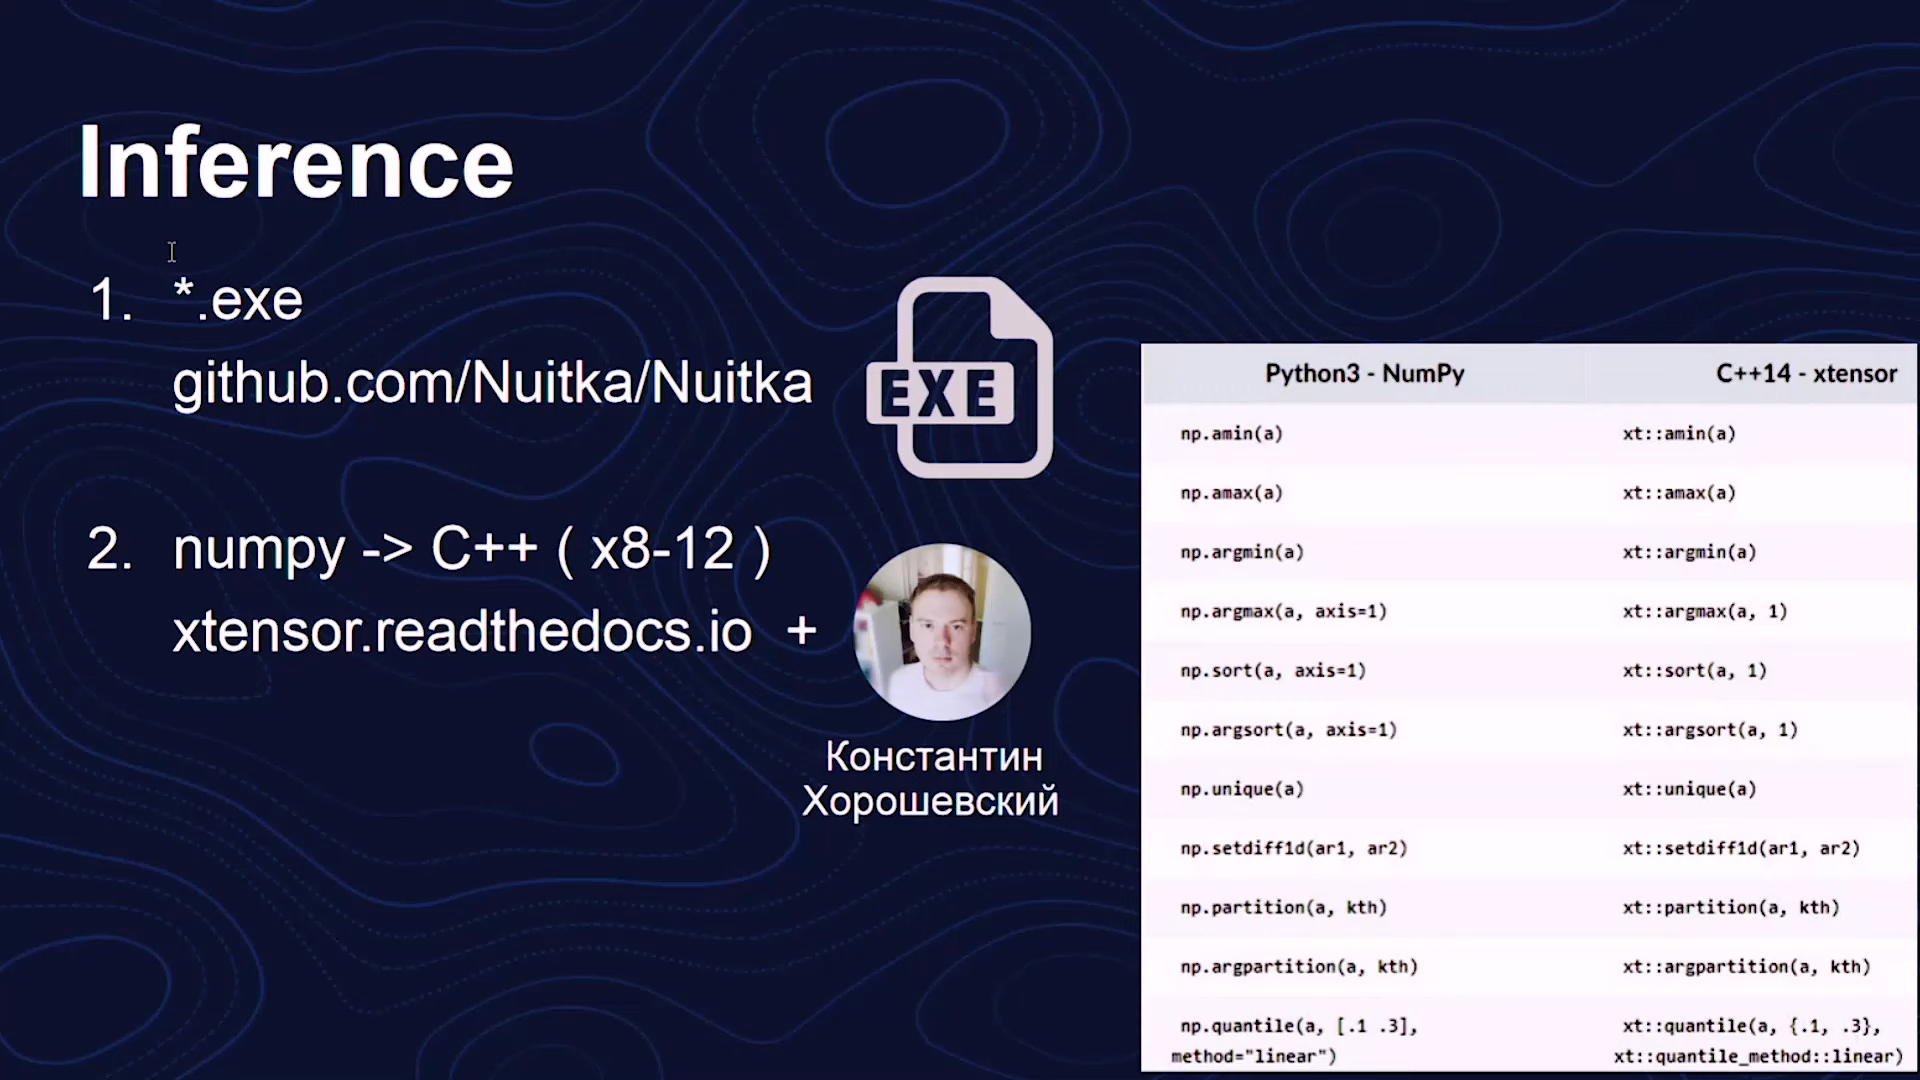 Inference
1. *.exe
github.com/Nuitka/Nuitka
EXE
2. numpy -> C++ ( x8-12 )
xtensor.readthedocs.io +
Константин
Хорошевский
Python3 - NumPy C++14 - xtensor
np.amin(a) xt::amin(a)
np.amax(a) xt::amax(a)
np.argmin(a) xt::argmin(a)
np.argmax(a, axis=1) xt::argmax(a, 1)
np.sort(a, axis=1) xt::sort(a, 1)
np.argsort(a, axis=1) xt::argsort(a, 1)
np.unique(a) xt::unique(a)
np.setdiff1d(ar1, ar2) xt::setdiff1d(ar1, ar2)
np.partition(a, kth) xt::partition(a, kth)
np.argpartition(a, kth) xt::argpartition(a, kth)
np.quantile(a, [.1 .3], xt::quantile(a, {.1, .3},
method="linear") xt::quantile_method::linear)